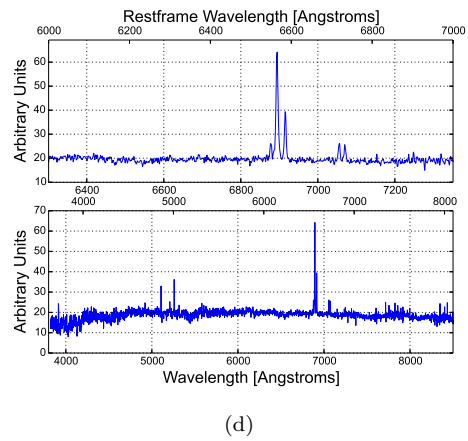 Restframe Wavelength [Angstroms]
6000 6200 6400 6600 6800 7000
Arbitrary Units
60
50
40
30
20
10
6400 6600 6800 7000 7200
4000 5000 6000 7000 8000
Arbitrary Units
70
60
50
40
30
20
10
0
4000 5000 6000 7000 8000
Wavelength [Angstroms]
(d)